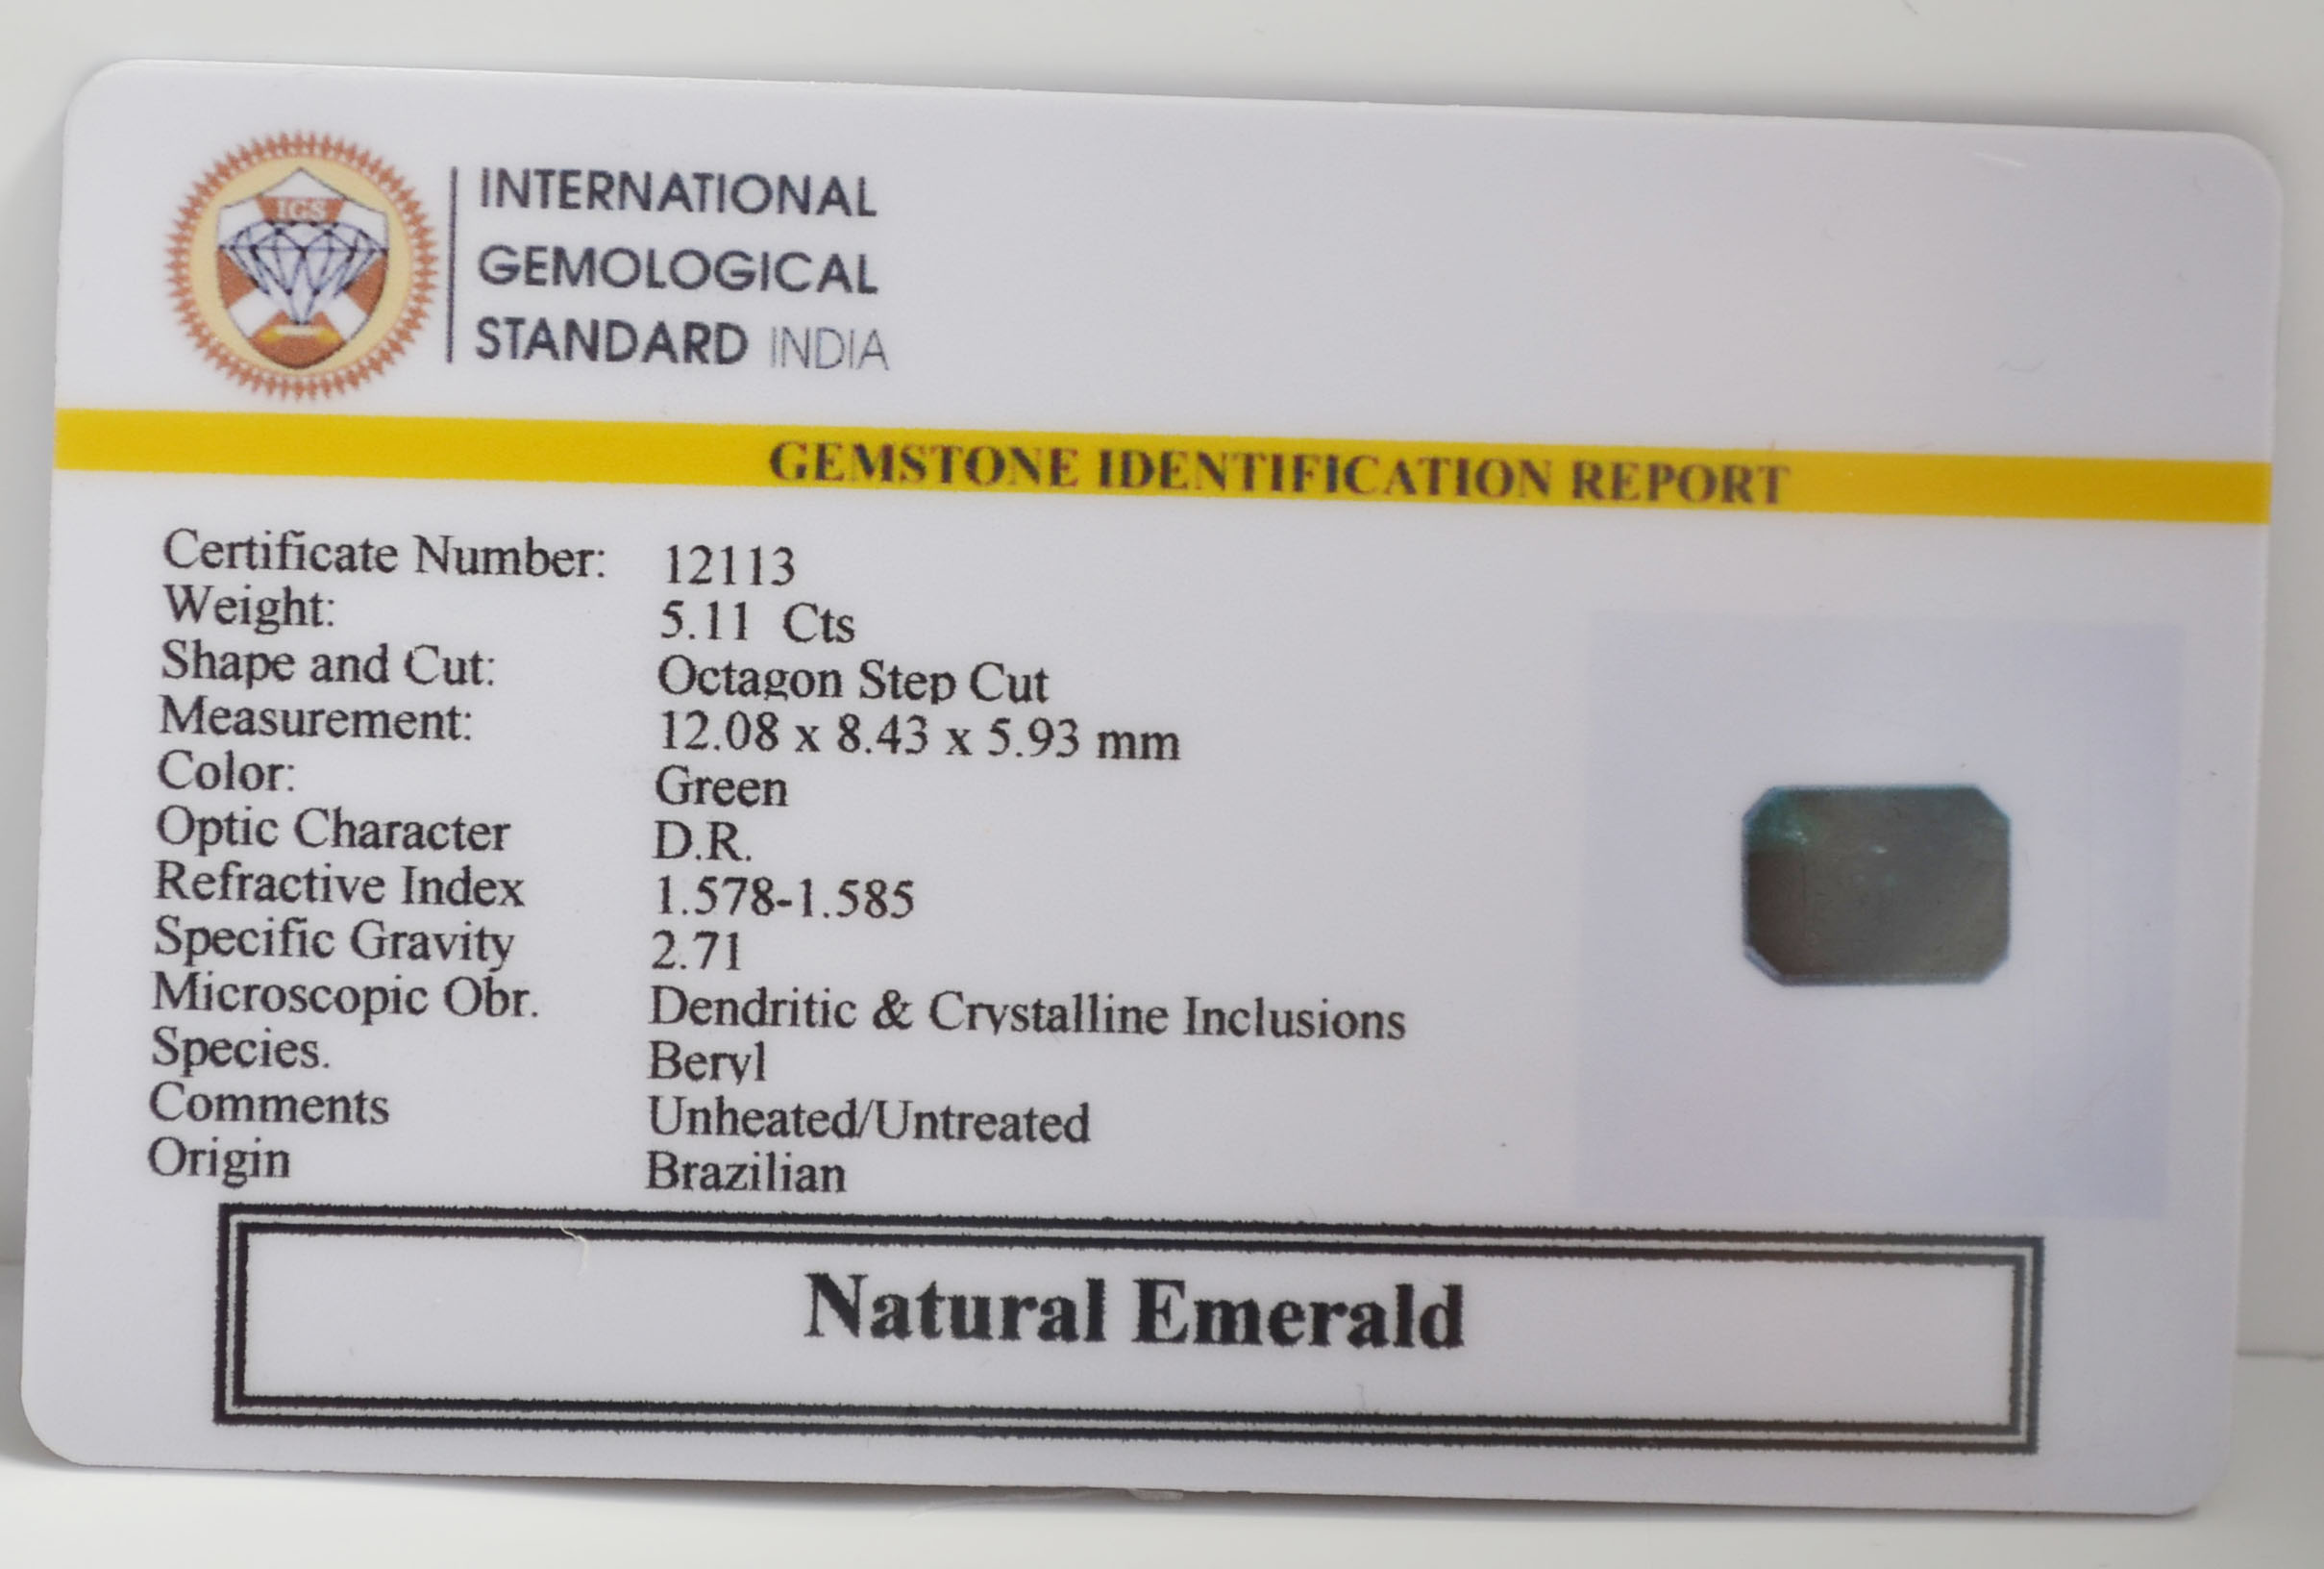 IGS
INTERNATIONAL
GEMOLOGICAL
STANDARD INDIA
GEMSTONE IDENTIFICATION REPORT
Certificate Number: 12113
Weight: 5.11 Cts
Shape and Cut: Octagon Step Cut
Measurement: 12.08 x 8.43 x 5.93 mm
Color: Green
Optic Character D.R.
Refractive Index 1.578-1.585
Specific Gravity 2.71
Microscopic Obr. Dendritic & Crystalline Inclusions
Species. Beryl
Comments Unheated/Untreated
Origin Brazilian
Natural Emerald